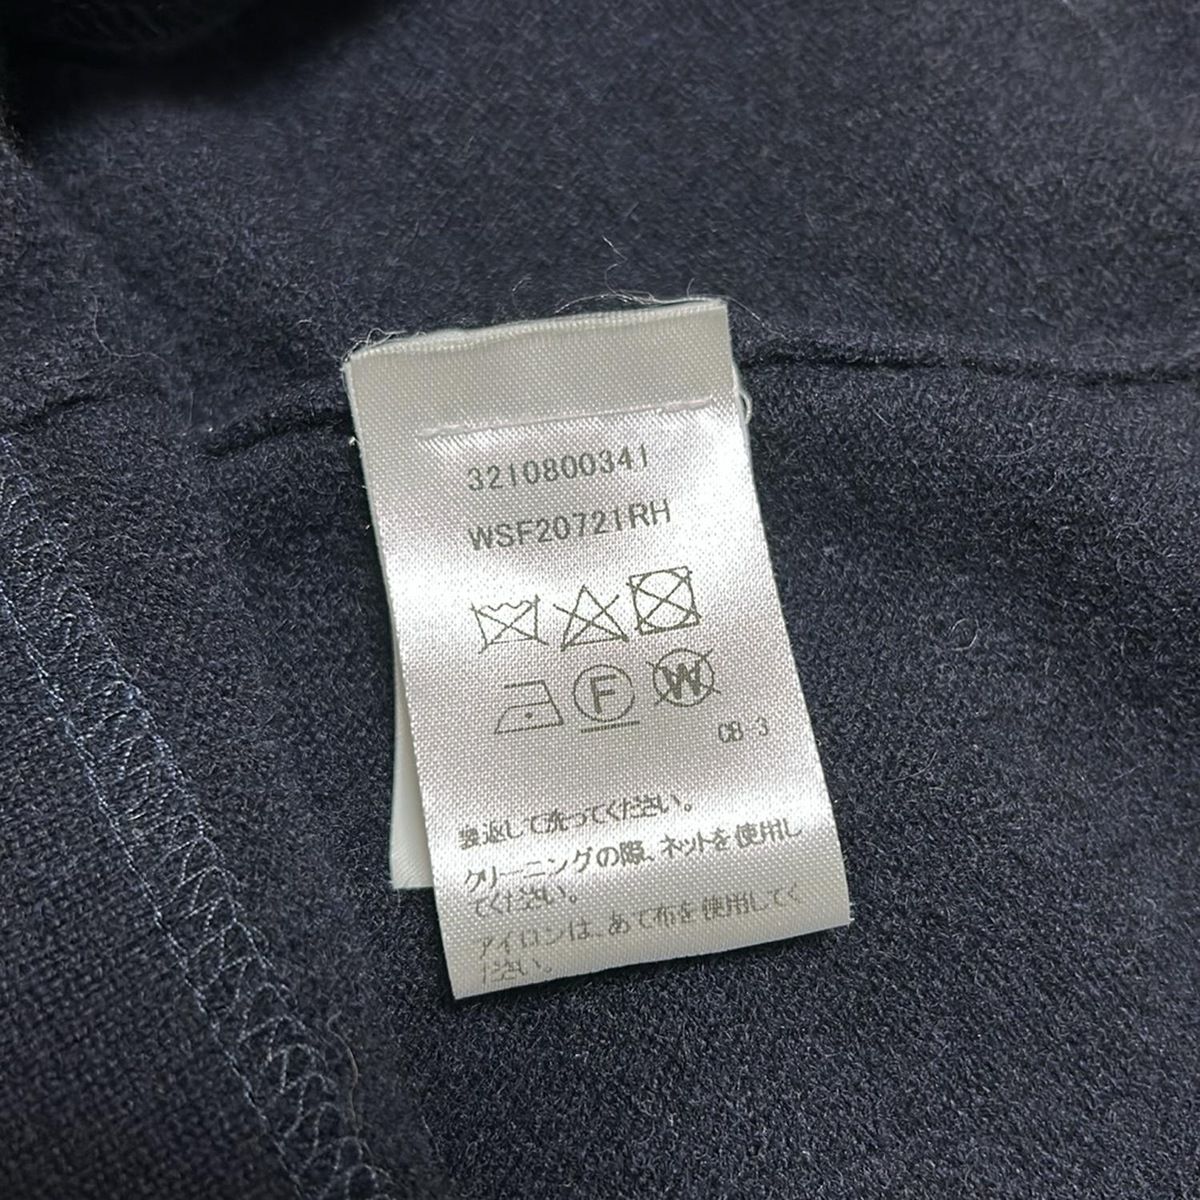 3210800341
WSF20721RH
F W
CB-3
裏返して洗ってください。
クリーニングの際、ネットを使用し
てください。
アイロンは、あて布を使用してく
ださい。